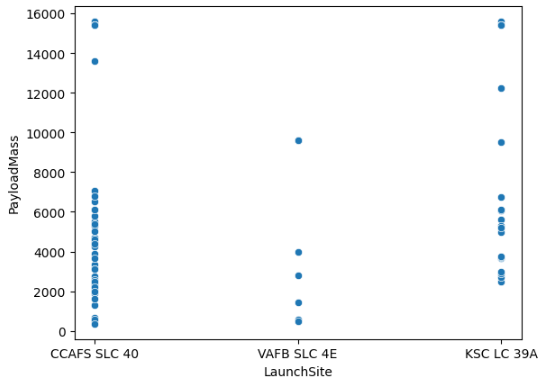 16000
14000
12000
10000
8000
6000
4000
2000
0
PayloadMass
CCAFS SLC 40
VAFB SLC 4E
KSC LC 39A
LaunchSite